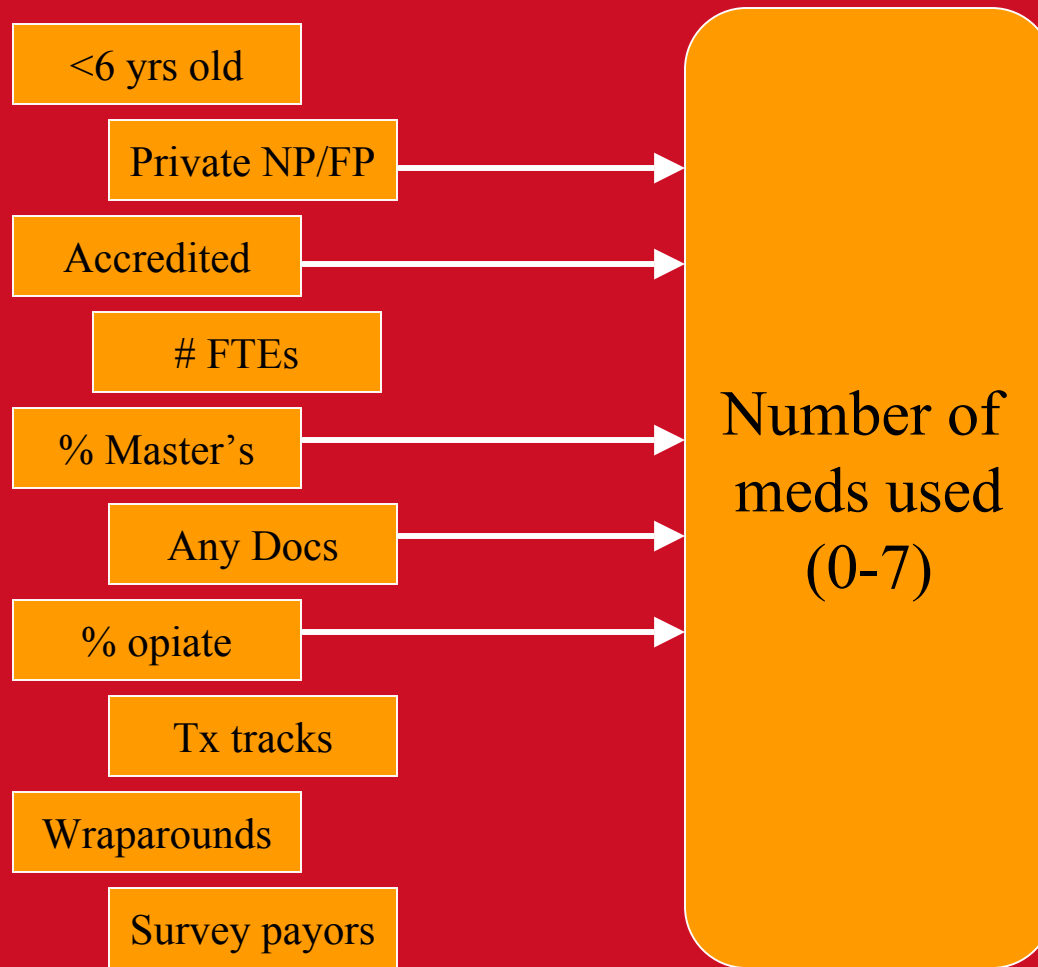 <6 yrs old
Private NP/FP
Accredited
# FTEs
% Master’s
Any Docs
% opiate
Tx tracks
Wraparounds
Survey payors
Number of
meds used
(0-7)